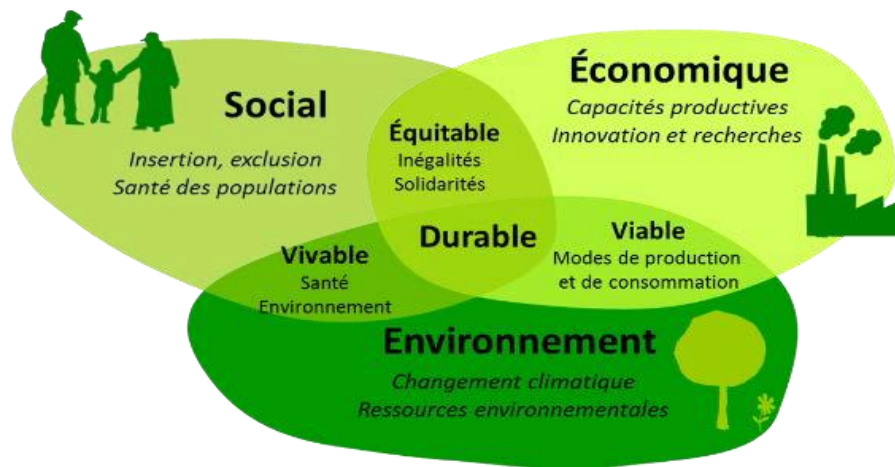 Social
Insertion, exclusion
Santé des populations
Économique
Capacités productives
Innovation et recherches
Équitable
Inégalités
Solidarités
Durable
Vivable
Santé
Environnement
Viable
Modes de production
et de consommation
Environnement
Changement climatique
Ressources environnementales